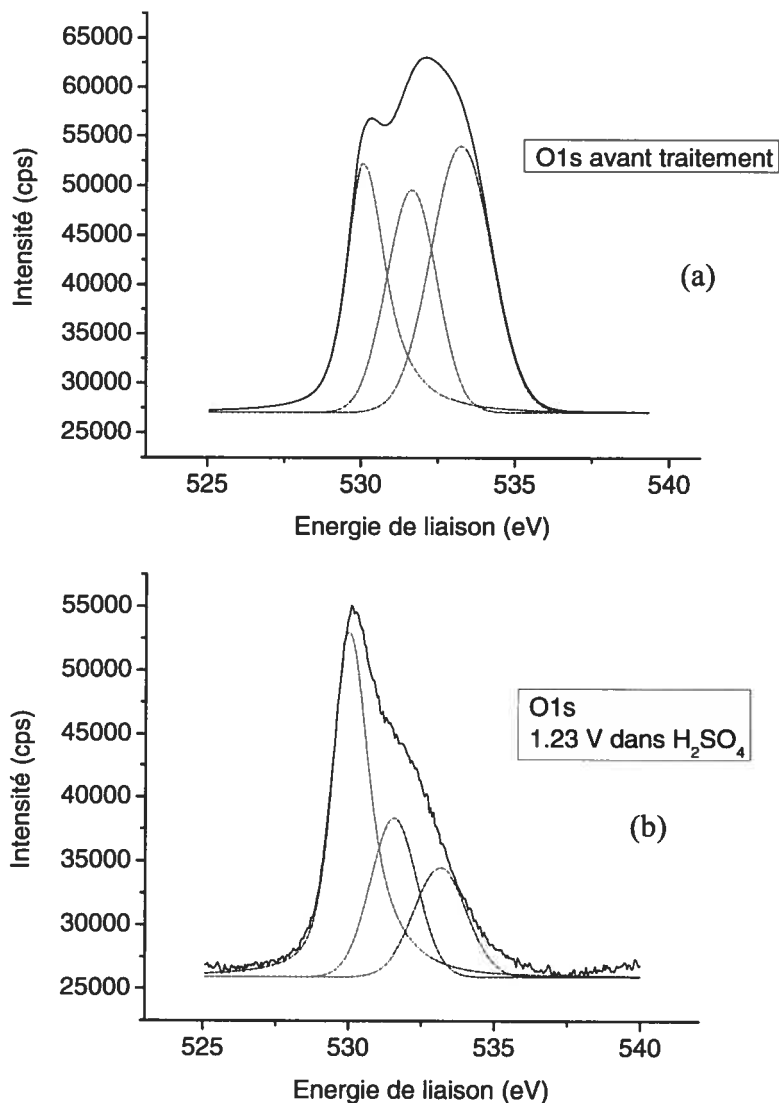 65000
60000
55000
50000
45000
40000
35000
30000
25000
Intensité (cps)
O1s avant traitement
(a)
525 530 535 540
Energie de liaison (eV)
55000
50000
45000
40000
35000
30000
25000
Intensité (cps)
O1s
1.23 V dans H₂SO₄
(b)
525 530 535 540
Energie de liaison (eV)